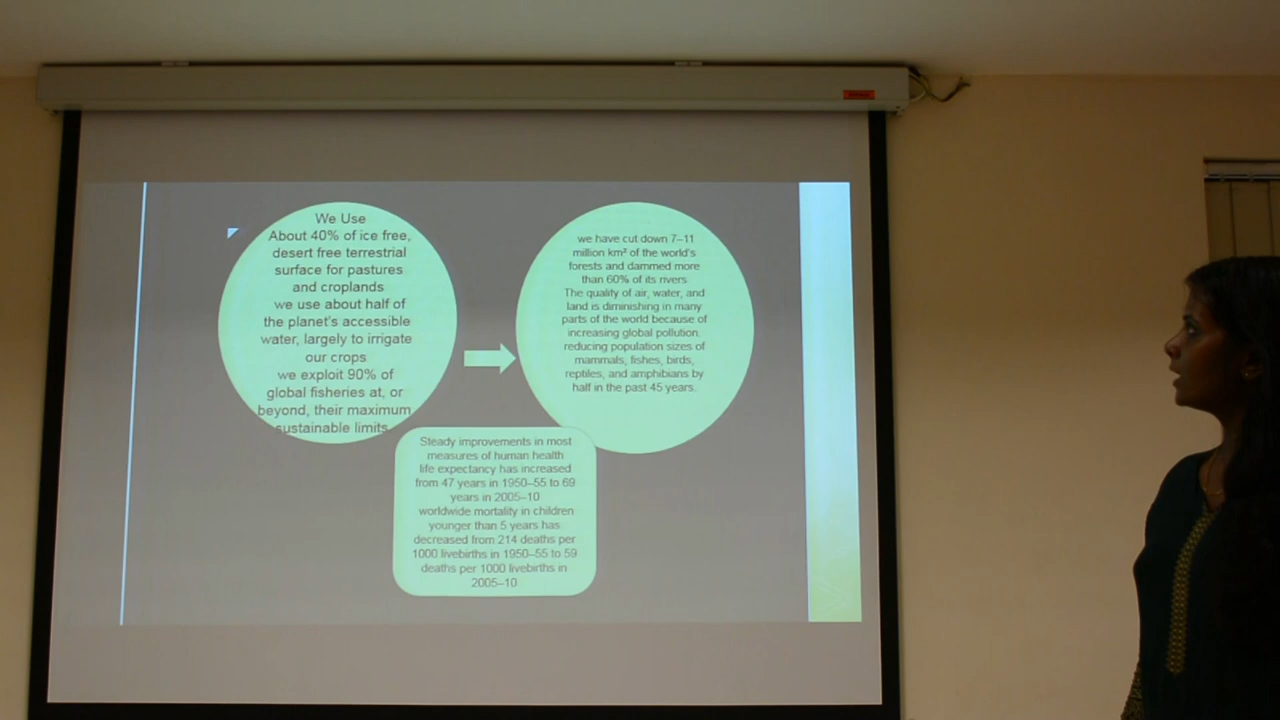 We Use
About 40% of ice free,
desert free terrestrial
surface for pastures
and croplands
we use about half of
the planet's accessible
water, largely to irrigate
our crops
we exploit 90% of
global fisheries at, or
beyond, their maximum
sustainable limits
we have cut down 7–11
million km² of the world's
forests and dammed more
than 60% of its rivers
The quality of air, water, and
land is diminishing in many
parts of the world because of
increasing global pollution.
reducing population sizes of
mammals, fishes, birds,
reptiles, and amphibians by
half in the past 45 years.
Steady improvements in most
measures of human health
life expectancy has increased
from 47 years in 1950–55 to 69
years in 2005–10
worldwide mortality in children
younger than 5 years has
decreased from 214 deaths per
1000 livebirths in 1950–55 to 59
deaths per 1000 livebirths in
2005–10